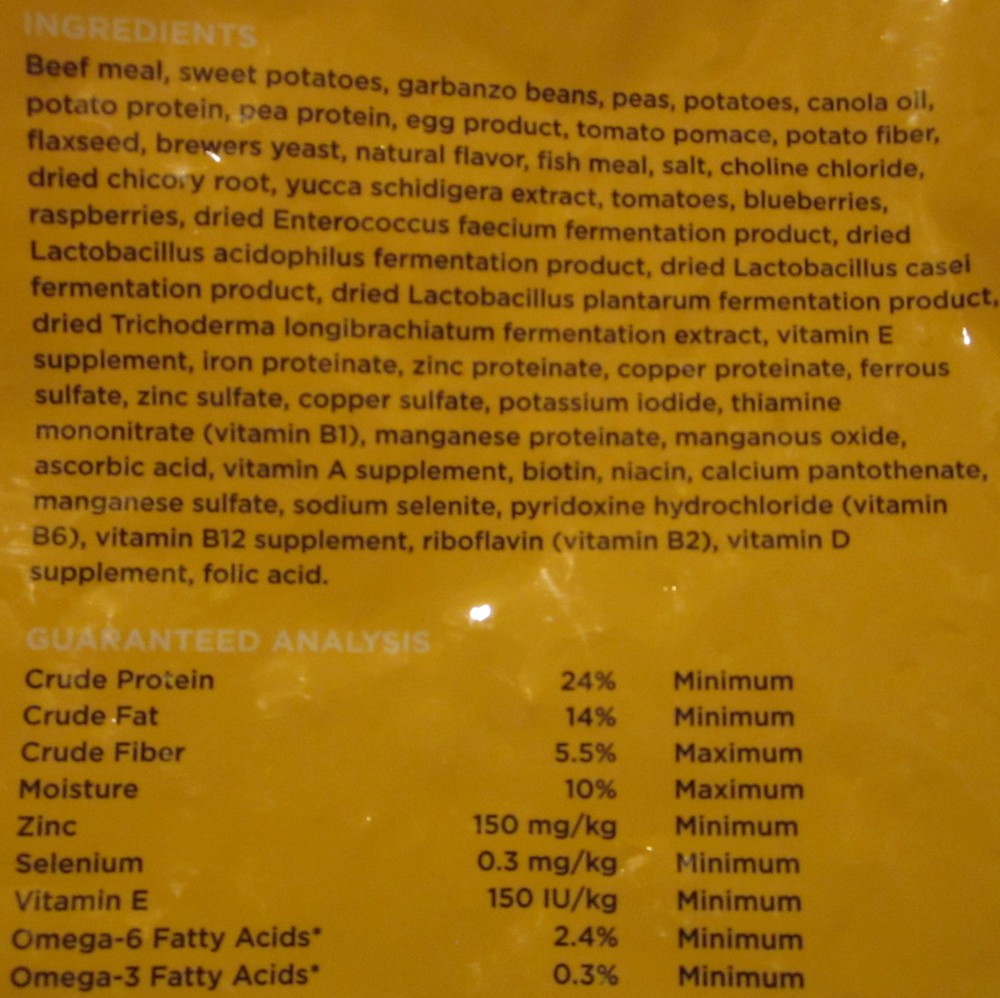 INGREDIENTS
Beef meal, sweet potatoes, garbanzo beans, peas, potatoes, canola oil,
potato protein, pea protein, egg product, tomato pomace, potato fiber,
flaxseed, brewers yeast, natural flavor, fish meal, salt, choline chloride,
dried chicory root, yucca schidigera extract, tomatoes, blueberries,
raspberries, dried Enterococcus faecium fermentation product, dried
Lactobacillus acidophilus fermentation product, dried Lactobacillus casei
fermentation product, dried Lactobacillus plantarum fermentation product,
dried Trichoderma longibrachiatum fermentation extract, vitamin E
supplement, iron proteinate, zinc proteinate, copper proteinate, ferrous
sulfate, zinc sulfate, copper sulfate, potassium iodide, thiamine
mononitrate (vitamin B1), manganese proteinate, manganous oxide,
ascorbic acid, vitamin A supplement, biotin, niacin, calcium pantothenate,
manganese sulfate, sodium selenite, pyridoxine hydrochloride (vitamin
B6), vitamin B12 supplement, riboflavin (vitamin B2), vitamin D
supplement, folic acid.
GUARANTEED ANALYSIS
Crude Protein 24% Minimum
Crude Fat 14% Minimum
Crude Fiber 5.5% Maximum
Moisture 10% Maximum
Zinc 150 mg/kg Minimum
Selenium 0.3 mg/kg Minimum
Vitamin E 150 IU/kg Minimum
Omega-6 Fatty Acids* 2.4% Minimum
Omega-3 Fatty Acids* 0.3% Minimum